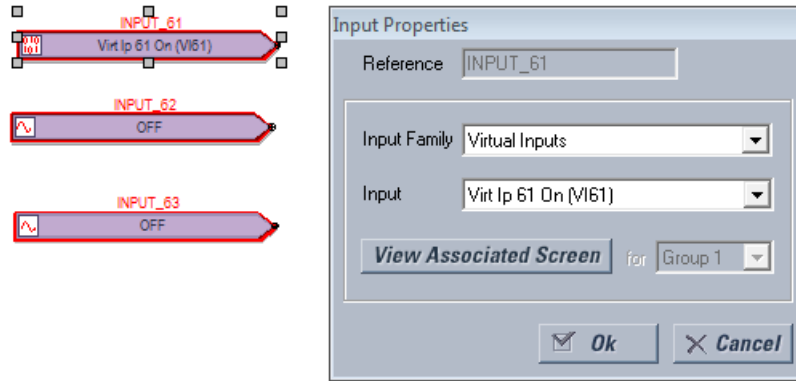 INPUT_61
Virt Ip 61 On (VI61)
INPUT_62
OFF
INPUT_63
OFF
Input Properties
Reference INPUT_61
Input Family Virtual Inputs
Input Virt Ip 61 On (VI61)
View Associated Screen for Group 1
Ok Cancel